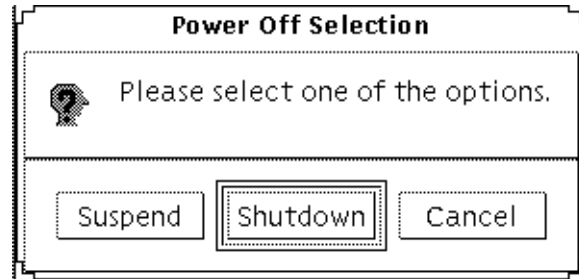 Power Off Selection
Please select one of the options.
Suspend Shutdown Cancel